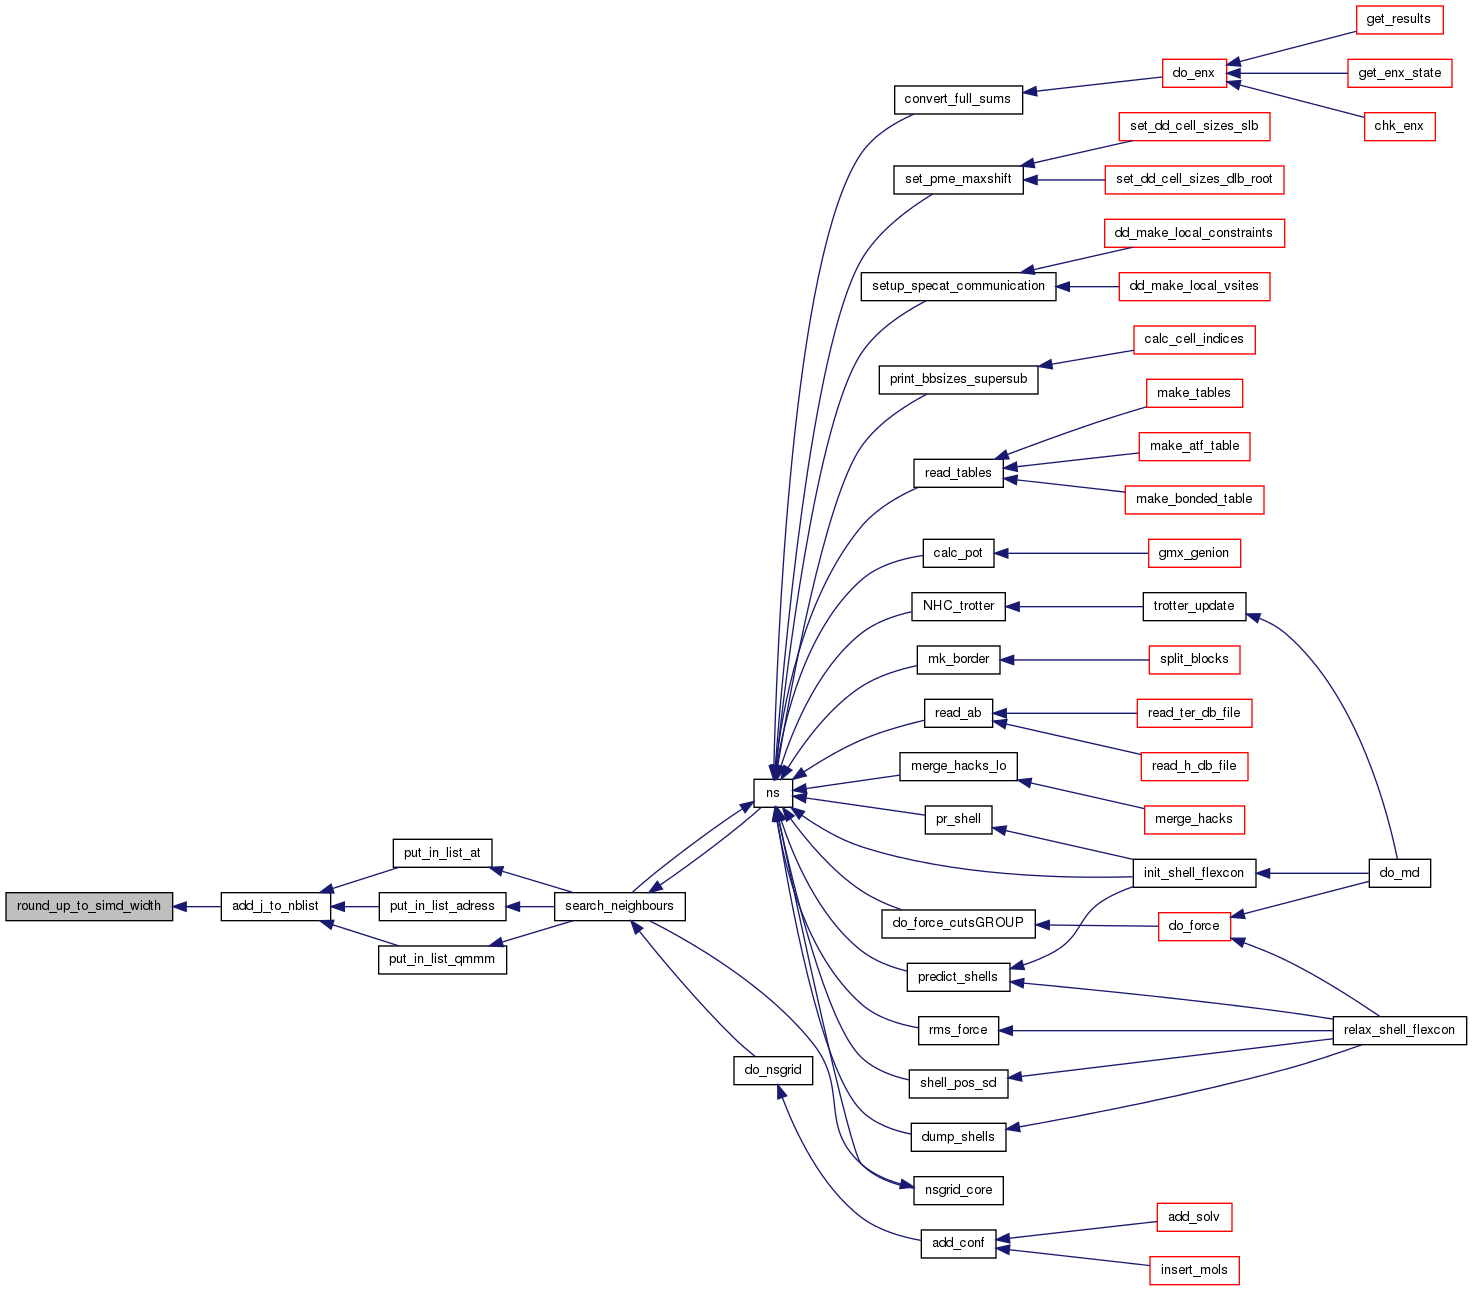 get_results
do_enx
get_enx_state
convert_full_sums
chk_enx
set_dd_cell_sizes_slb
set_pme_maxshift
set_dd_cell_sizes_dlb_root
dd_make_local_constraints
setup_specat_communication
dd_make_local_vsites
calc_cell_indices
print_bbsizes_supersub
make_tables
make_atf_table
read_tables
make_bonded_table
calc_pot
gmx_genion
NHC_trotter
trotter_update
mk_border
split_blocks
read_ab
read_ter_db_file
merge_hacks_lo
read_h_db_file
ns
pr_shell
merge_hacks
put_in_list_at
init_shell_flexcon
do_md
round_up_to_simd_width
add_j_to_nblist
put_in_list_adress
search_neighbours
do_force_cutsGROUP
do_force
put_in_list_qmmm
predict_shells
rms_force
relax_shell_flexcon
do_nsgrid
shell_pos_sd
dump_shells
nsgrid_core
add_solv
add_conf
insert_mols